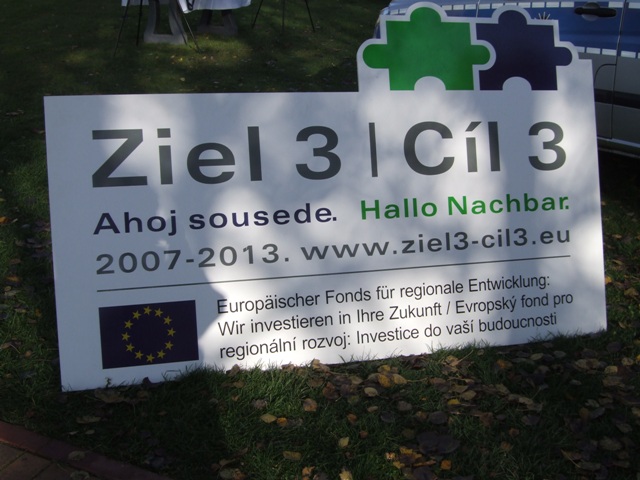 Ziel 3 | Cíl 3
Ahoj sousede. Hallo Nachbar.
2007-2013. www.ziel3-cil3.eu
Europäischer Fonds für regionale Entwicklung:
Wir investieren in Ihre Zukunft / Evropský fond pro
regionální rozvoj: Investice do vaší budoucnosti